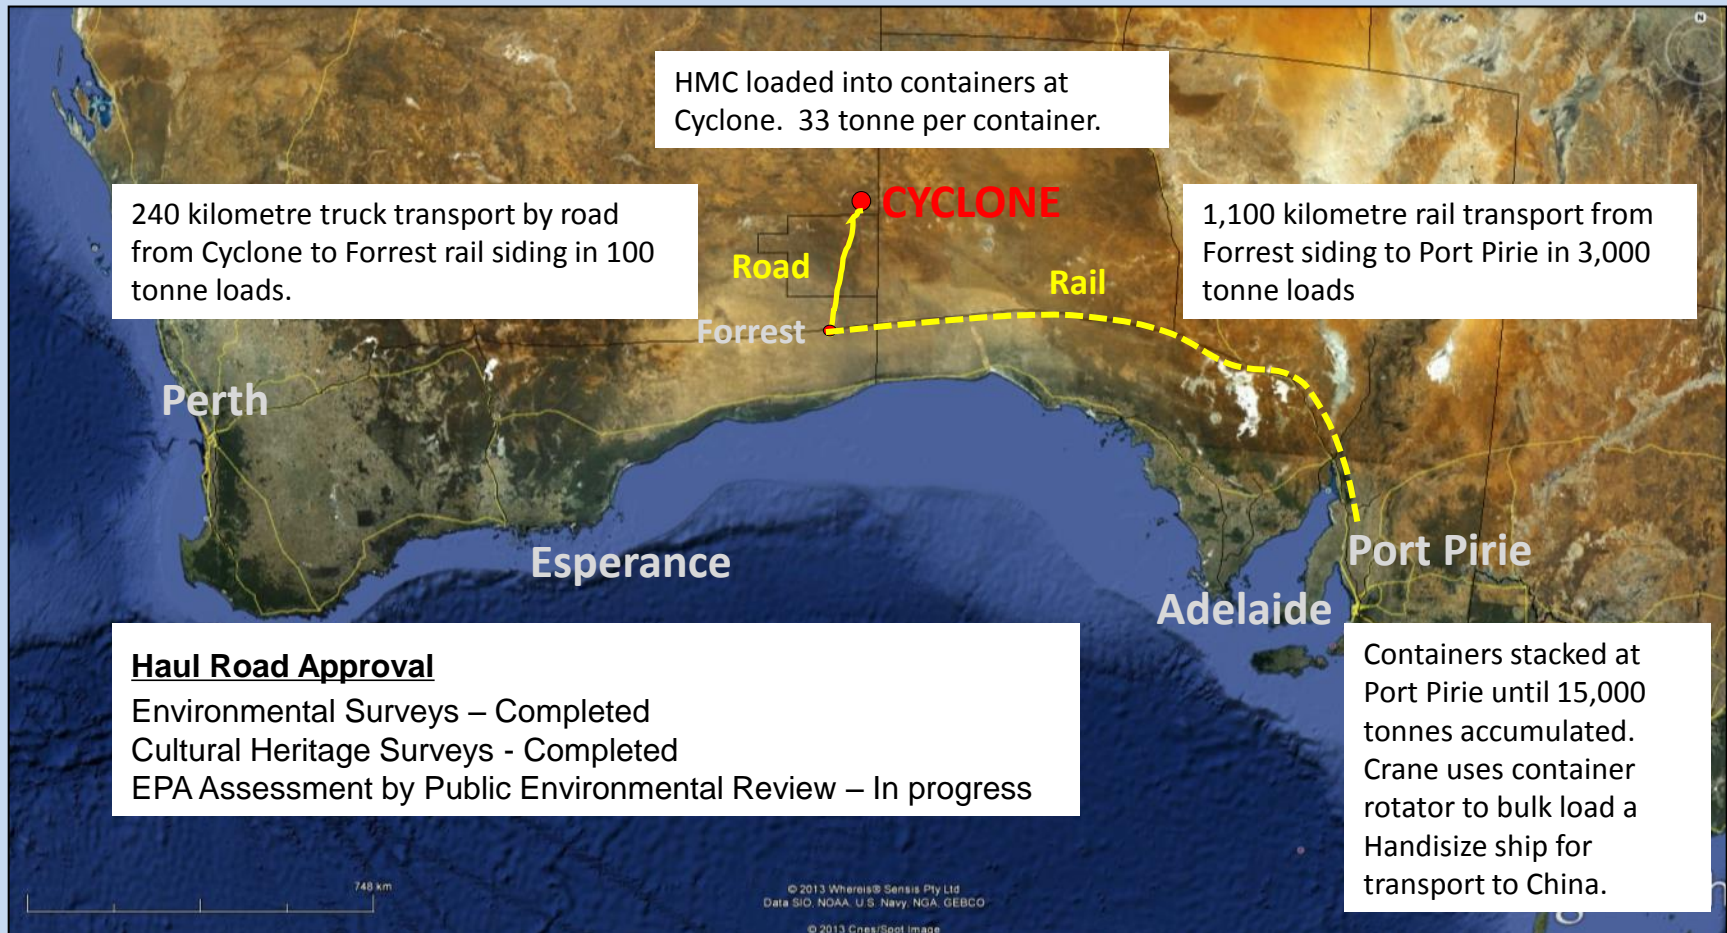 HMC loaded into containers at
Cyclone.  33 tonne per container.
240 kilometre truck transport by road
from Cyclone to Forrest rail siding in 100
tonne loads.
CYCLONE
1,100 kilometre rail transport from
Forrest siding to Port Pirie in 3,000
tonne loads
Road
Rail
Forrest
Perth
Esperance
Port Pirie
Adelaide
Haul Road Approval
Environmental Surveys – Completed
Cultural Heritage Surveys - Completed
EPA Assessment by Public Environmental Review – In progress
Containers stacked at
Port Pirie until 15,000
tonnes accumulated.
Crane uses container
rotator to bulk load a
Handisize ship for
transport to China.
748 km
© 2013 Whereis® Sensis Pty Ltd
Data SIO, NOAA, U.S. Navy, NGA, GEBCO
© 2013 Cnes/Spot Image
N